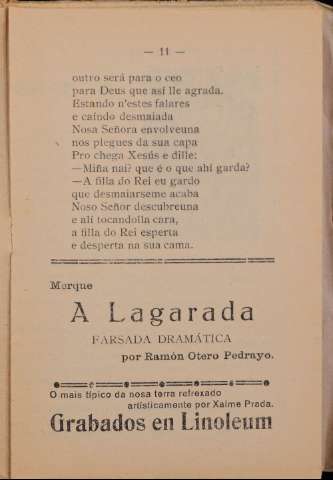 — 11 —
outro será para o ceo
para Deus que así lle agrada.
Estando n'estes falares
e caíndo desmaiada
Nosa Señora envolveuna
nos plegues da sua capa
Pro chega Xesús e dille:
—Miña nai? que é o que ahí garda?
—A filla do Rei eu gardo
que desmaiarseme acaba
Noso Señor descubreuna
e alí tocandolla cara,
a filla do Rei esperta
e desperta na sua cama.
Merque
A Lagarada
FARSADA DRAMÁTICA
por Ramón Otero Pedrayo.
O mais típico da nosa terra refrexado
artísticamente por Xaime Prada.
Grabados en Linoleum